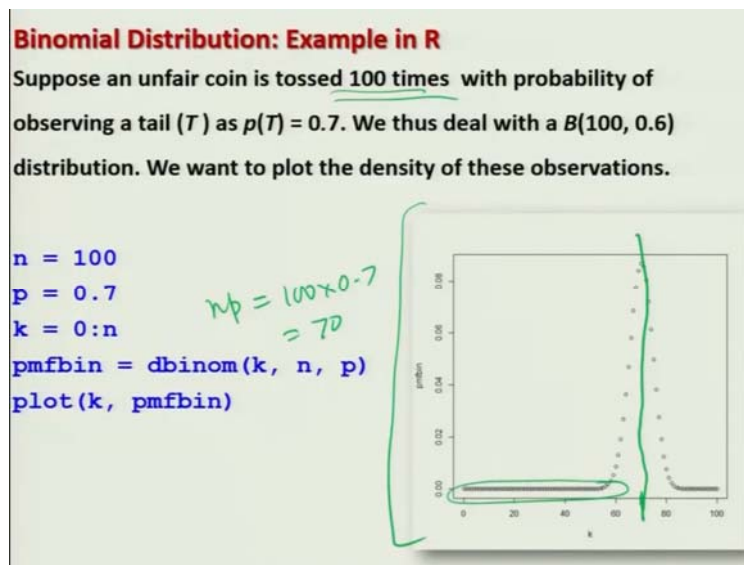 Binomial Distribution: Example in R
Suppose an unfair coin is tossed 100 times with probability of
observing a tail (T ) as p(T) = 0.7. We thus deal with a B(100, 0.6)
distribution. We want to plot the density of these observations.
n = 100
p = 0.7
k = 0:n
pmfbin = dbinom(k, n, p)
plot(k, pmfbin)
np = 100x0.7
= 70
pmfbin
0.08
0.06
0.04
0.02
0.00
0 20 40 60 80 100
k